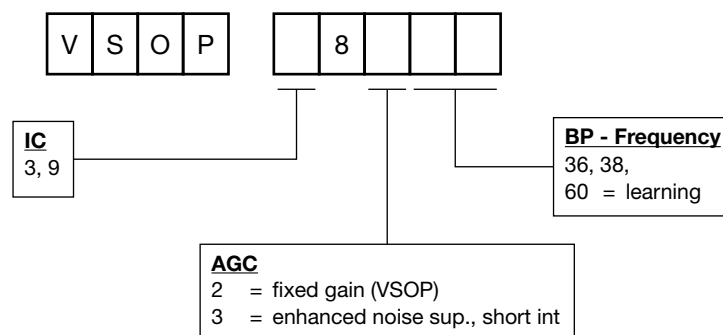 V S O P 8
IC
3, 9
BP - Frequency
36, 38,
60 = learning
AGC
2 = fixed gain (VSOP)
3 = enhanced noise sup., short int